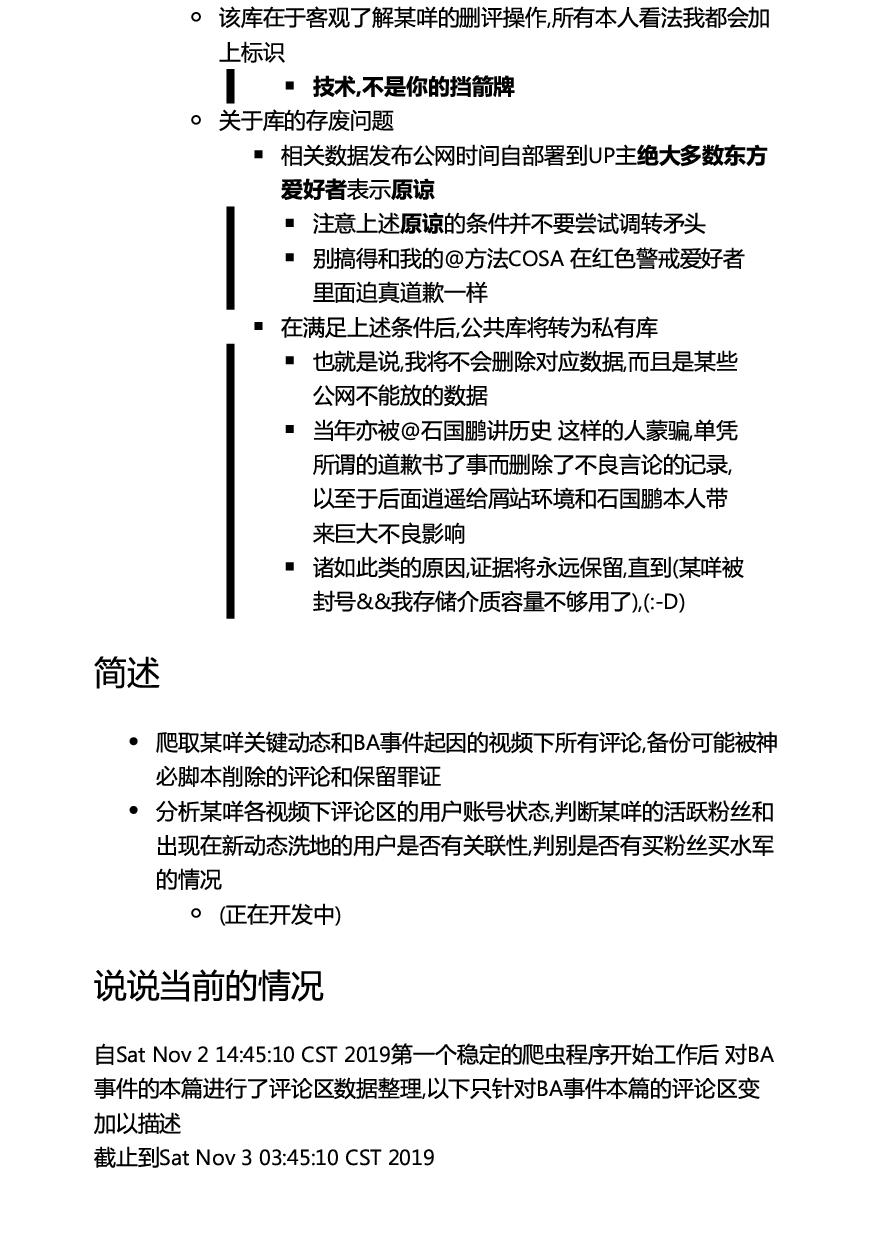 该库在于客观了解某咩的删评操作,所有本人看法我都会加
上标识
技术,不是你的挡箭牌
关于库的存废问题
相关数据发布公网时间自部署到UP主绝大多数东方
爱好者表示原谅
注意上述原谅的条件并不要尝试调转矛头
别搞得和我的@方法COSA 在红色警戒爱好者
里面迫真道歉一样
在满足上述条件后,公共库将转为私有库
也就是说,我将不会删除对应数据,而且是某些
公网不能放的数据
当年亦被@石国鹏讲历史 这样的人蒙骗,单凭
所谓的道歉书了事而删除了不良言论的记录,
以至于后面逍遥给屑站环境和石国鹏本人带
来巨大不良影响
诸如此类的原因,证据将永远保留,直到(某咩被
封号&&我存储介质容量不够用了),(:-D)
简述
爬取某咩关键动态和BA事件起因的视频下所有评论,备份可能被神
必脚本削除的评论和保留罪证
分析某咩各视频下评论区的用户账号状态,判断某咩的活跃粉丝和
出现在新动态洗地的用户是否有关联性,判别是否有买粉丝买水军
的情况
(正在开发中)
说说当前的情况
自Sat Nov 2 14:45:10 CST 2019第一个稳定的爬虫程序开始工作后 对BA
事件的本篇进行了评论区数据整理,以下只针对BA事件本篇的评论区变
加以描述
截止到Sat Nov 3 03:45:10 CST 2019